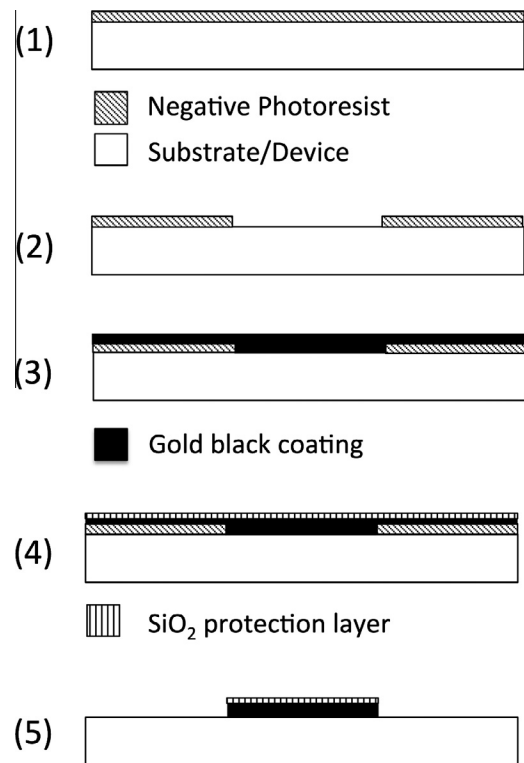 (1)
Negative Photoresist
Substrate/Device
(2)
(3)
Gold black coating
(4)
SiO₂ protection layer
(5)